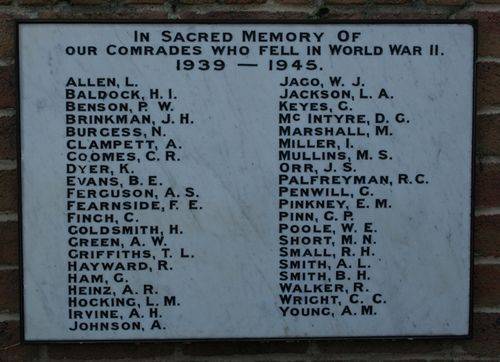 In Sacred Memory Of
our Comrades who fell in World War II.
1939 — 1945.
Allen, L.
Baldock, H. I.
Benson, P. W.
Brinkman, J. H.
Burgess, N.
Clampett, A.
Coomes, C. R.
Dyer, K.
Evans, B. E.
Ferguson, A. S.
Fearnside, F. E.
Finch, C.
Goldsmith, H.
Green, A. W.
Griffiths, T. L.
Hayward, R.
Ham, G.
Heinz, A. R.
Hocking, L. M.
Irvine, A. H.
Johnson, A.
Jago, W. J.
Jackson, L. A.
Keyes, G.
Mc Intyre, D. G.
Marshall, M.
Miller, I.
Mullins, M. S.
Orr, J. S.
Palfreyman, R. C.
Penwill, G.
Pinkney, E. M.
Pinn, G. P.
Poole, W. E.
Short, M. N.
Small, R. H.
Smith, A. L.
Smith, B. H.
Walker, R.
Wright, C. C.
Young, A. M.